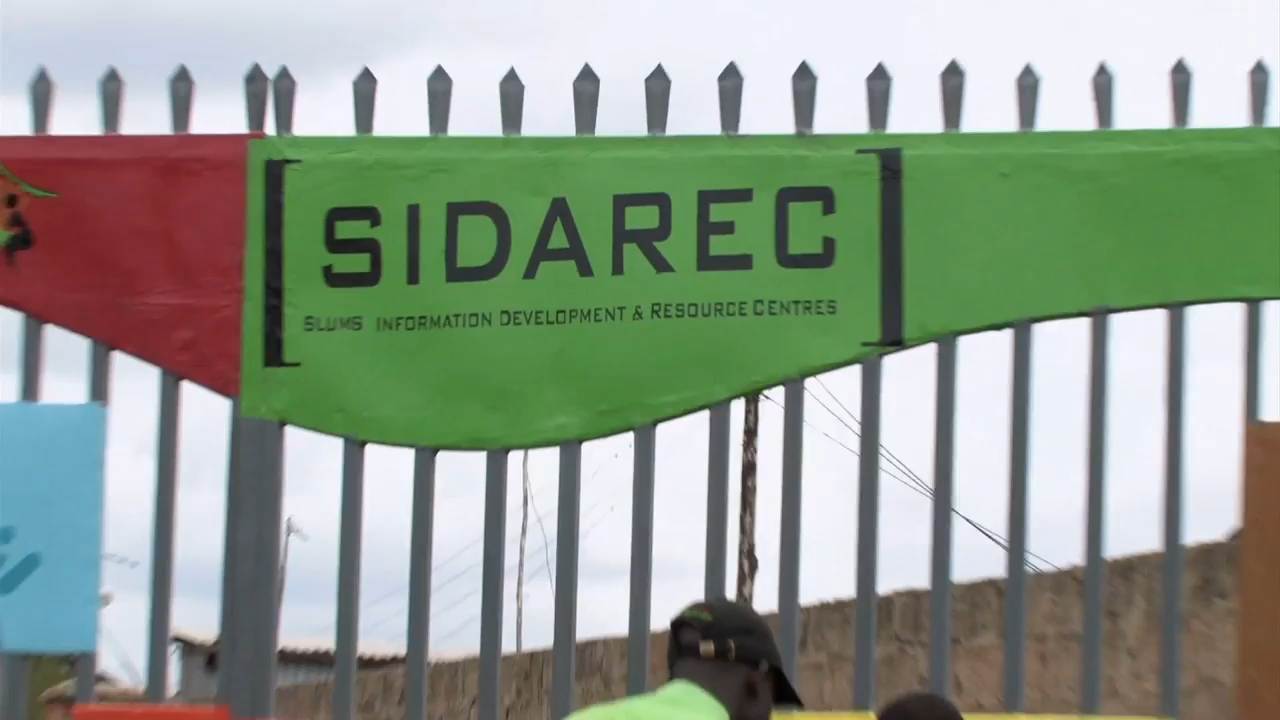 [SIDAREC]
SLUMS INFORMATION DEVELOPMENT & RESOURCE CENTRES